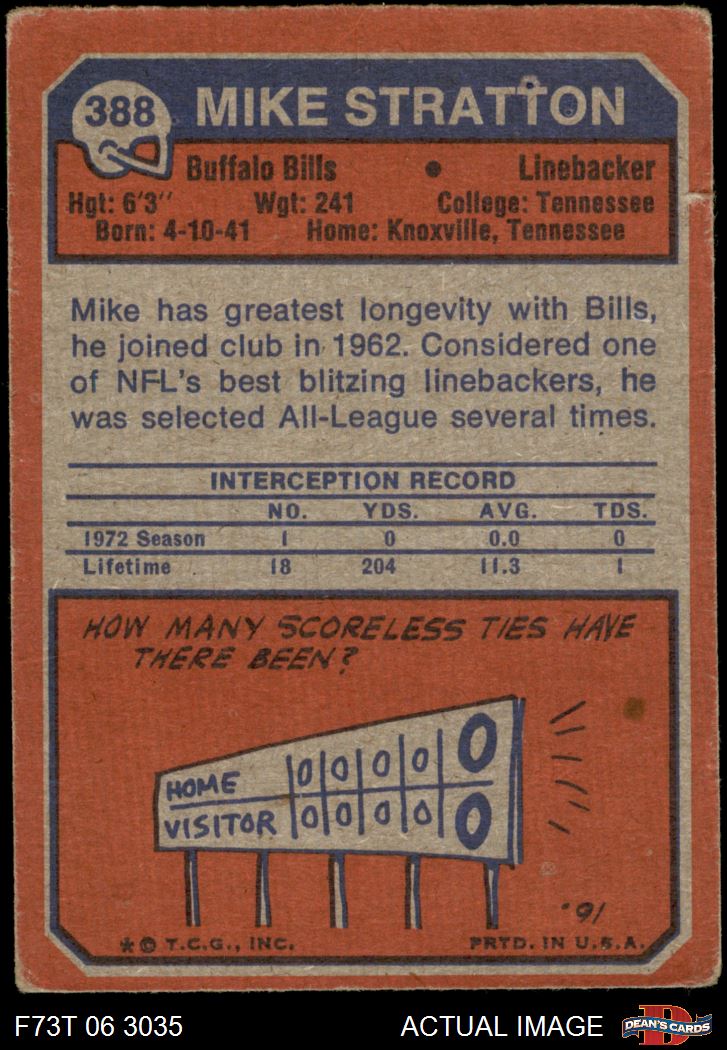 388 MIKE STRATTON
Buffalo Bills • Linebacker
Hgt: 6'3" Wgt: 241 College: Tennessee
Born: 4-10-41 Home: Knoxville, Tennessee
Mike has greatest longevity with Bills,
he joined club in 1962. Considered one
of NFL's best blitzing linebackers, he
was selected All-League several times.
INTERCEPTION RECORD
NO. YDS. AVG. TDS.
1972 Season 1 0 0.0 0
Lifetime 18 204 11.3 1
HOW MANY SCORELESS TIES HAVE
THERE BEEN?
HOME 0 0 0 0 0
VISITOR 0 0 0 0 0
'91
* © T.C.G., INC. PRTD. IN U.S.A.
F73T 06 3035 ACTUAL IMAGE D DEAN'S CARDS